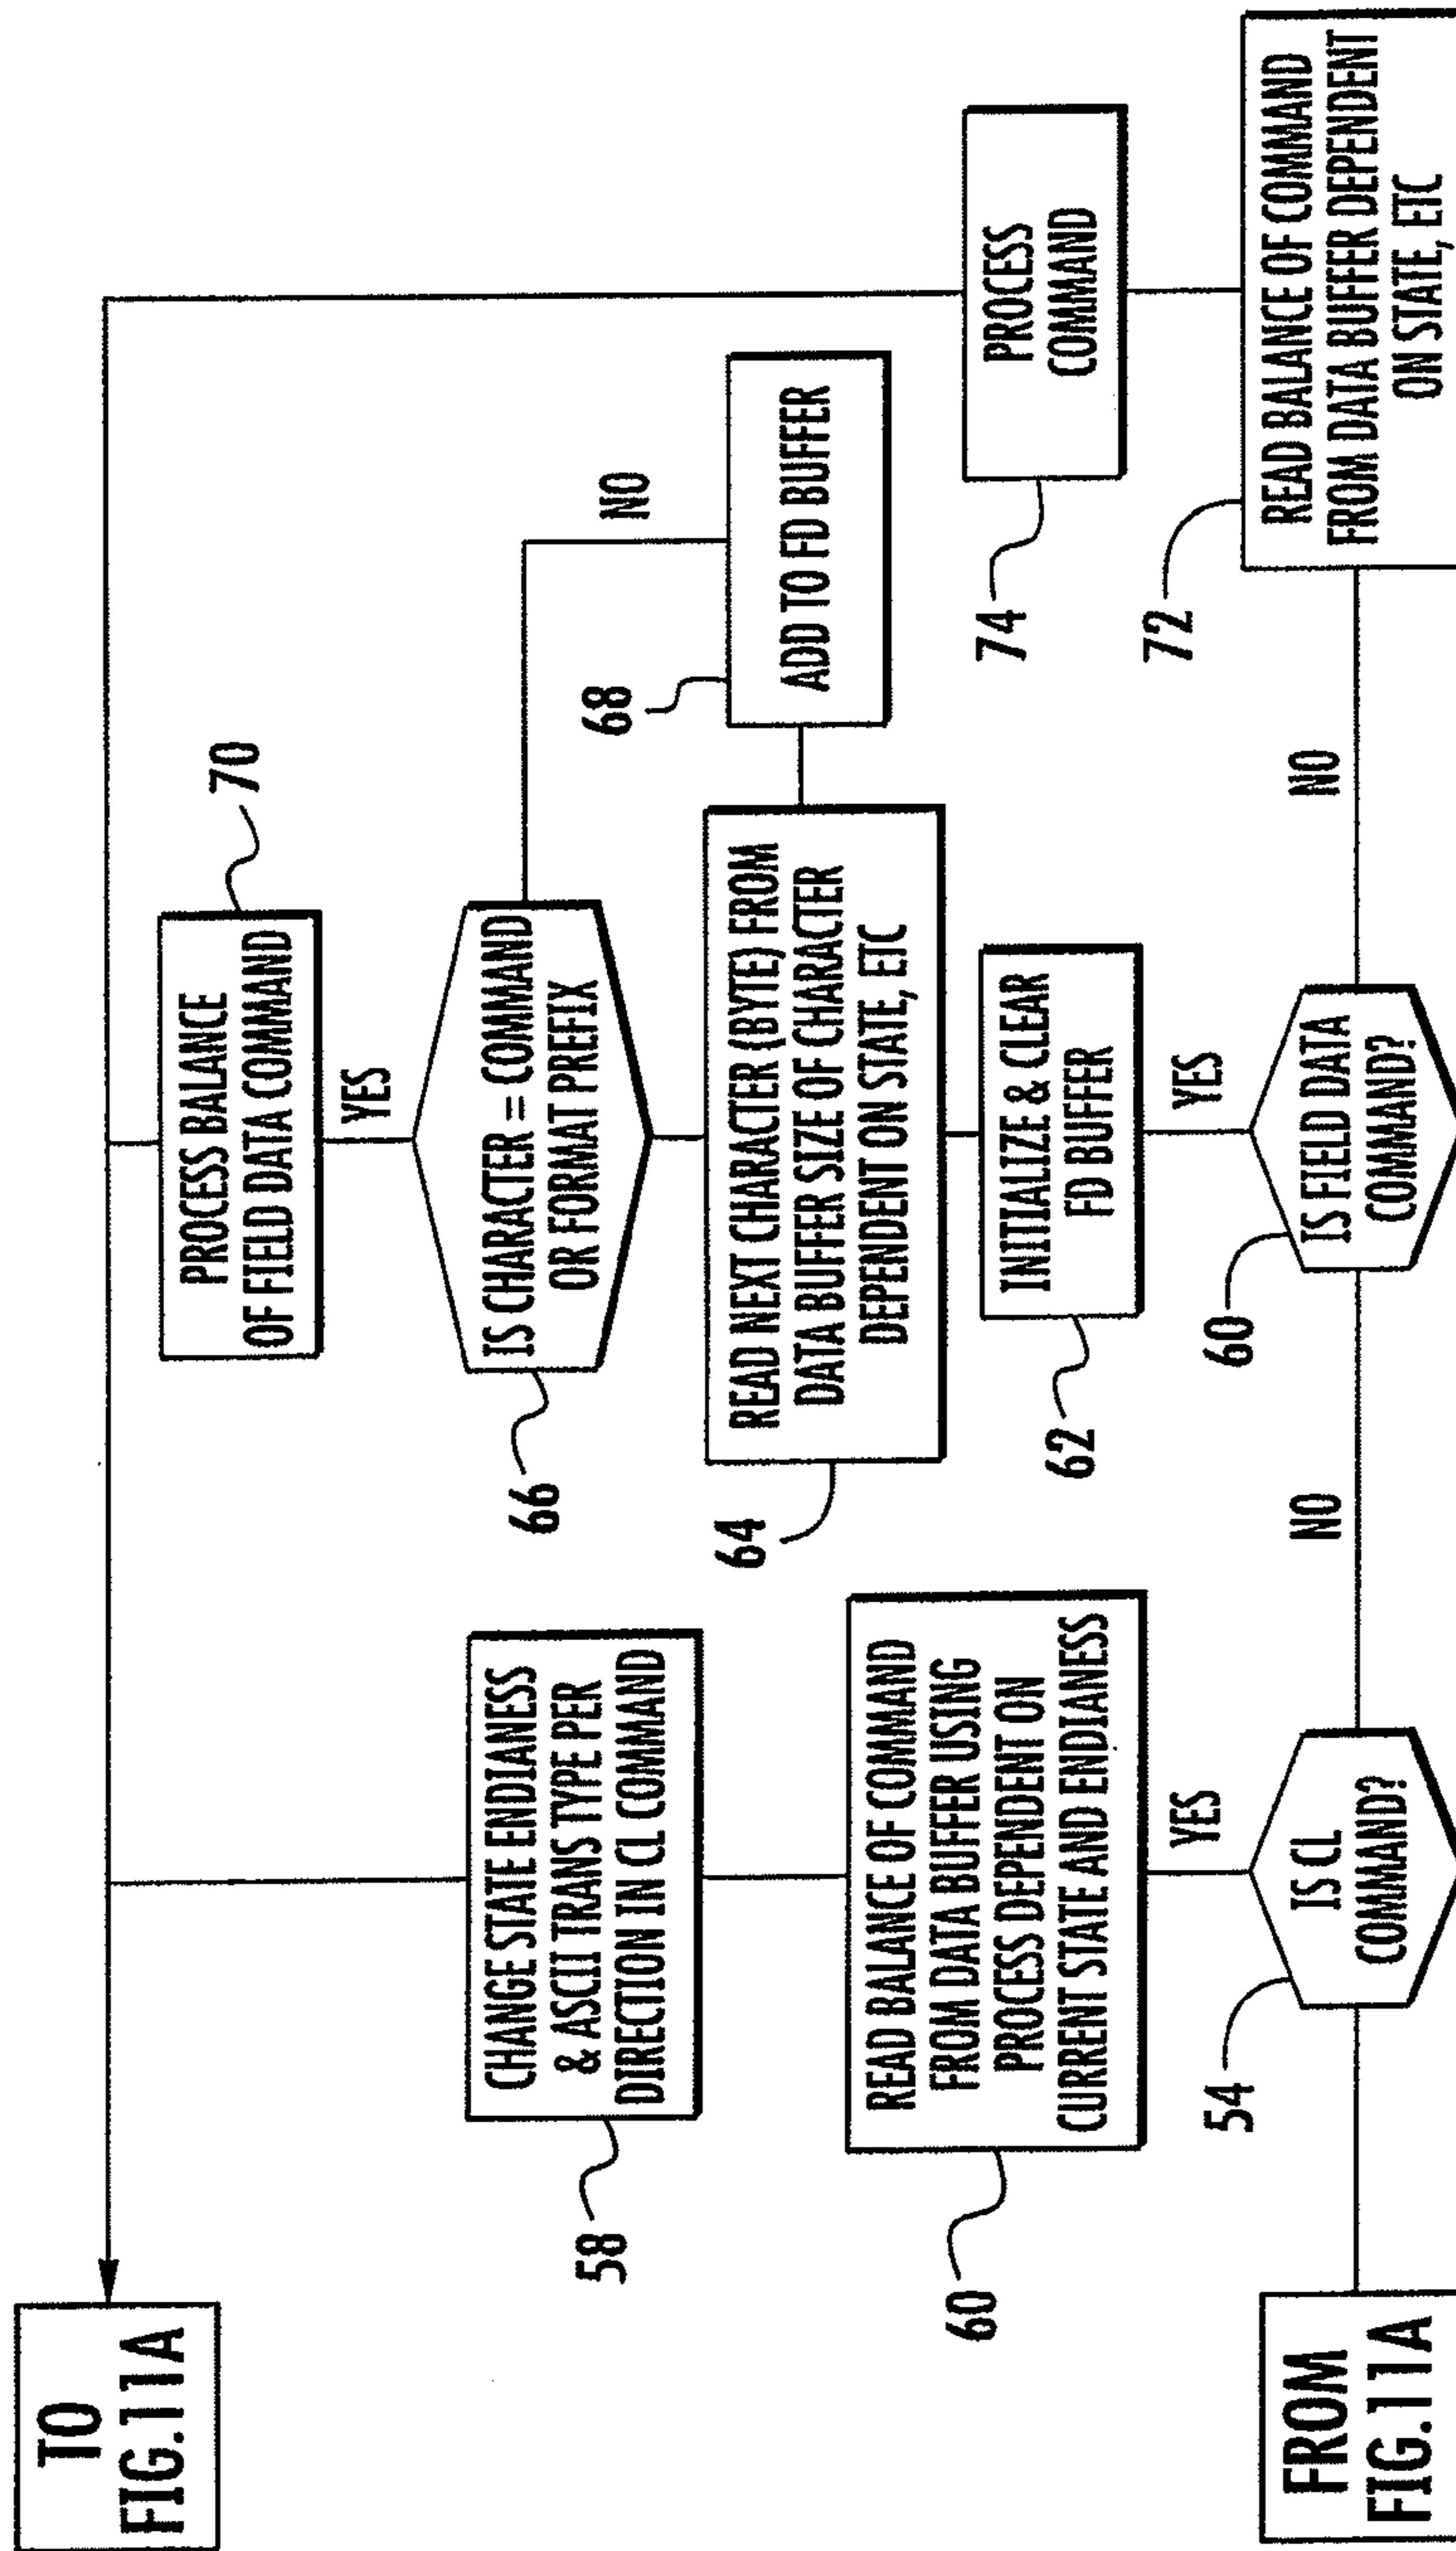 TO
FIG.11A
CHANGE STATE ENDIANESS
& ASCII TRANS TYPE PER
DIRECTION IN CL COMMAND
58
READ BALANCE OF COMMAND
FROM DATA BUFFER USING
PROCESS DEPENDENT ON
CURRENT STATE AND ENDIANESS
60
YES
IS CL
COMMAND?
54
FROM
FIG.11A
NO
PROCESS BALANCE
OF FIELD DATA COMMAND
70
YES
IS CHARACTER = COMMAND
OR FORMAT PREFIX
66
NO
ADD TO FD BUFFER
68
READ NEXT CHARACTER (BYTE) FROM
DATA BUFFER SIZE OF CHARACTER
DEPENDENT ON STATE, ETC
64
INITIALIZE & CLEAR
FD BUFFER
62
YES
IS FIELD DATA
COMMAND?
60
NO
PROCESS
COMMAND
74
READ BALANCE OF COMMAND
FROM DATA BUFFER DEPENDENT
ON STATE, ETC
72